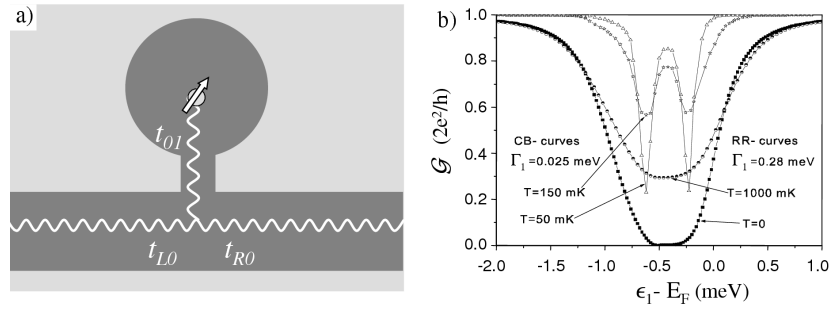 a)
t01
tL0
tR0
b)
1.0
0.8
0.6
0.4
0.2
0.0
G (2e²/h)
CB- curves
Γ₁=0.025 meV
T=150 mK
T=50 mK
RR- curves
Γ₁=0.28 meV
T=1000 mK
T=0
-2.0 -1.5 -1.0 -0.5 0.0 0.5 1.0
ϵ₁- E_F (meV)